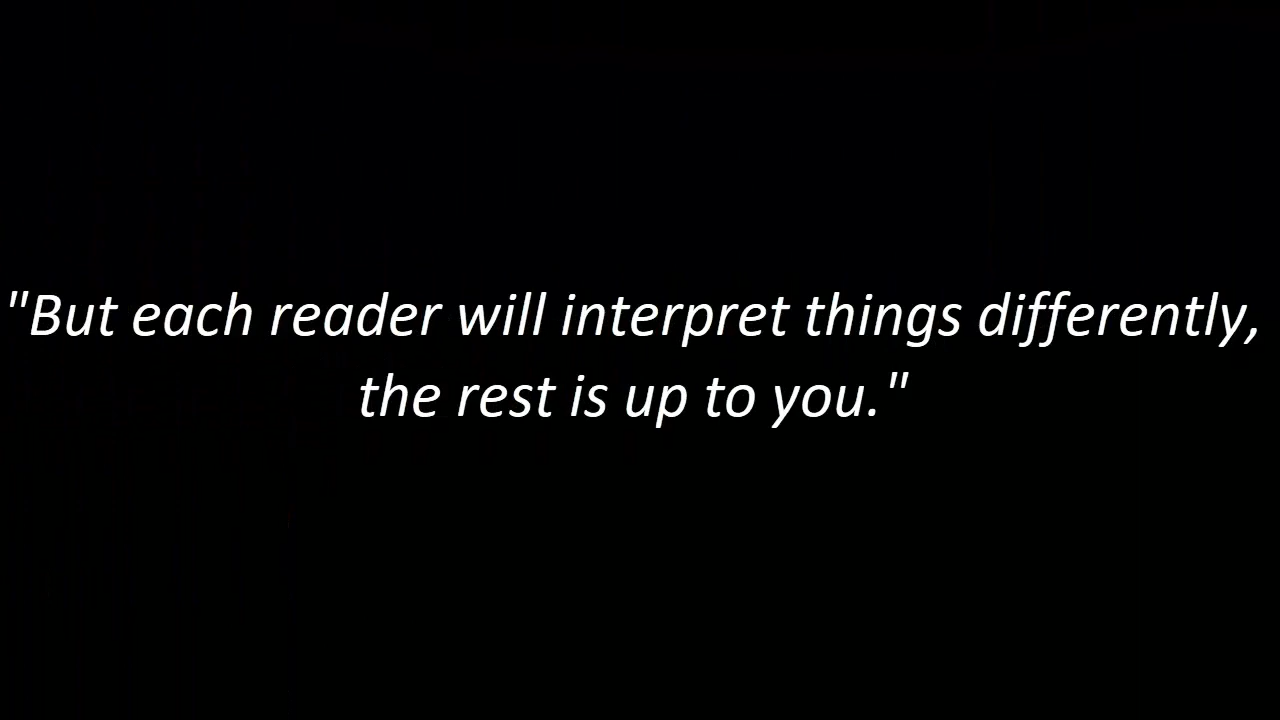 "But each reader will interpret things differently,
the rest is up to you."